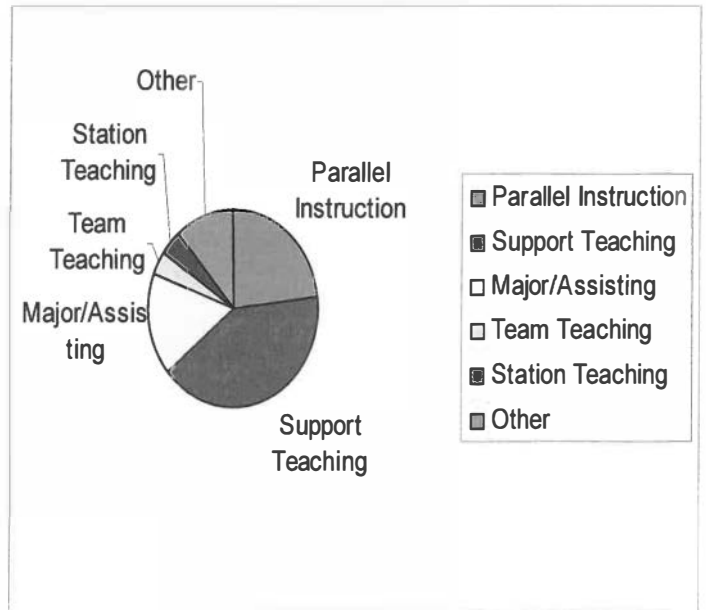 Other
Station
Teaching
Team
Teaching
Major/Assis
ting
Parallel
Instruction
Support
Teaching
Parallel Instruction
Support Teaching
Major/Assisting
Team Teaching
Station Teaching
Other